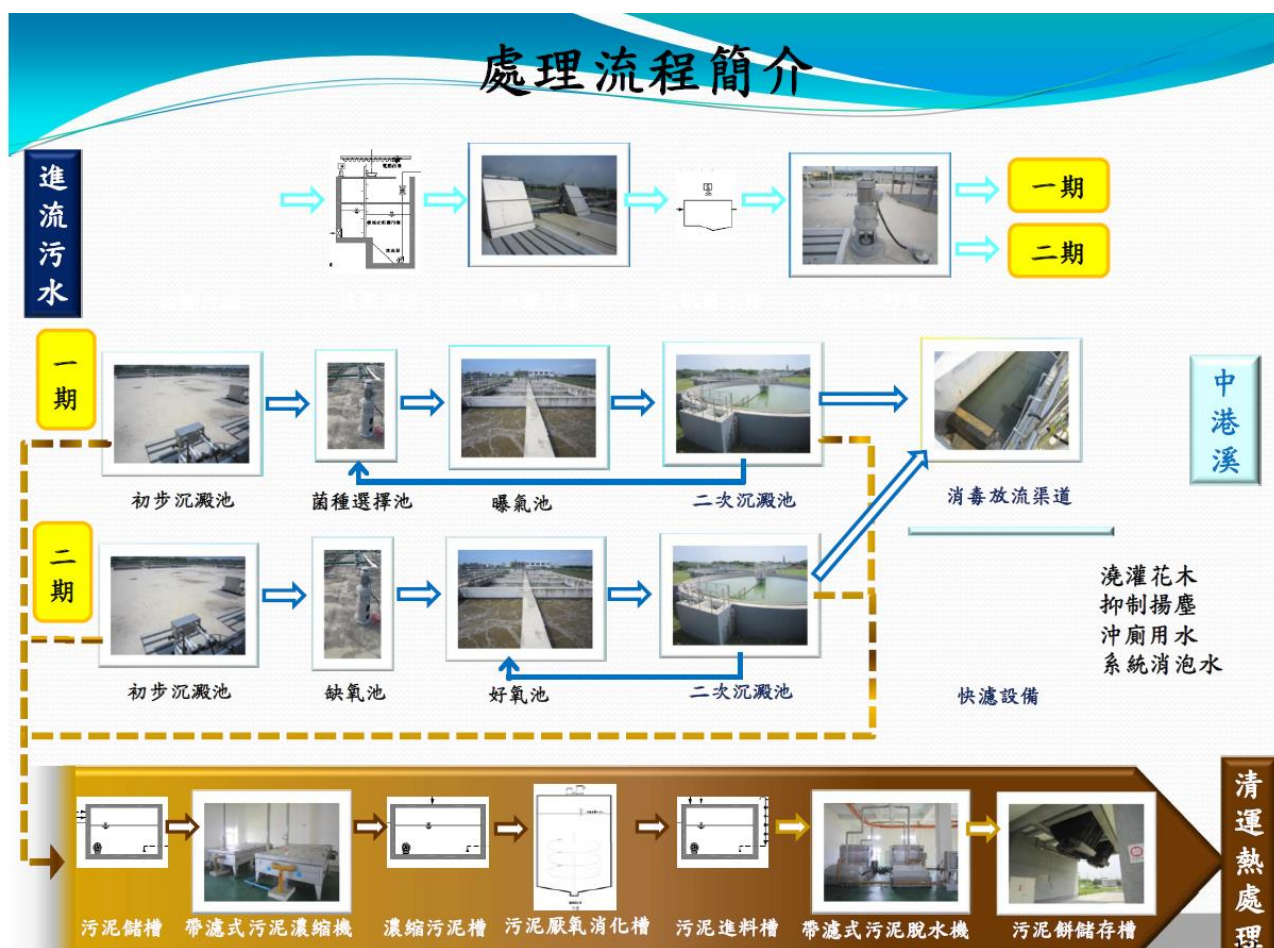 處理流程簡介
進流污水
一期
二期
一期
初步沉澱池
菌種選擇池
曝氣池
二次沉澱池
消毒放流渠道
中港溪
二期
初步沉澱池
缺氧池
好氧池
二次沉澱池
快濾設備
澆灌花木
抑制揚塵
沖廁用水
系統消泡水
污泥儲槽
帶濾式污泥濃縮機
濃縮污泥槽
污泥厭氧消化槽
污泥進料槽
帶濾式污泥脫水機
污泥餅儲存槽
清運熱處理